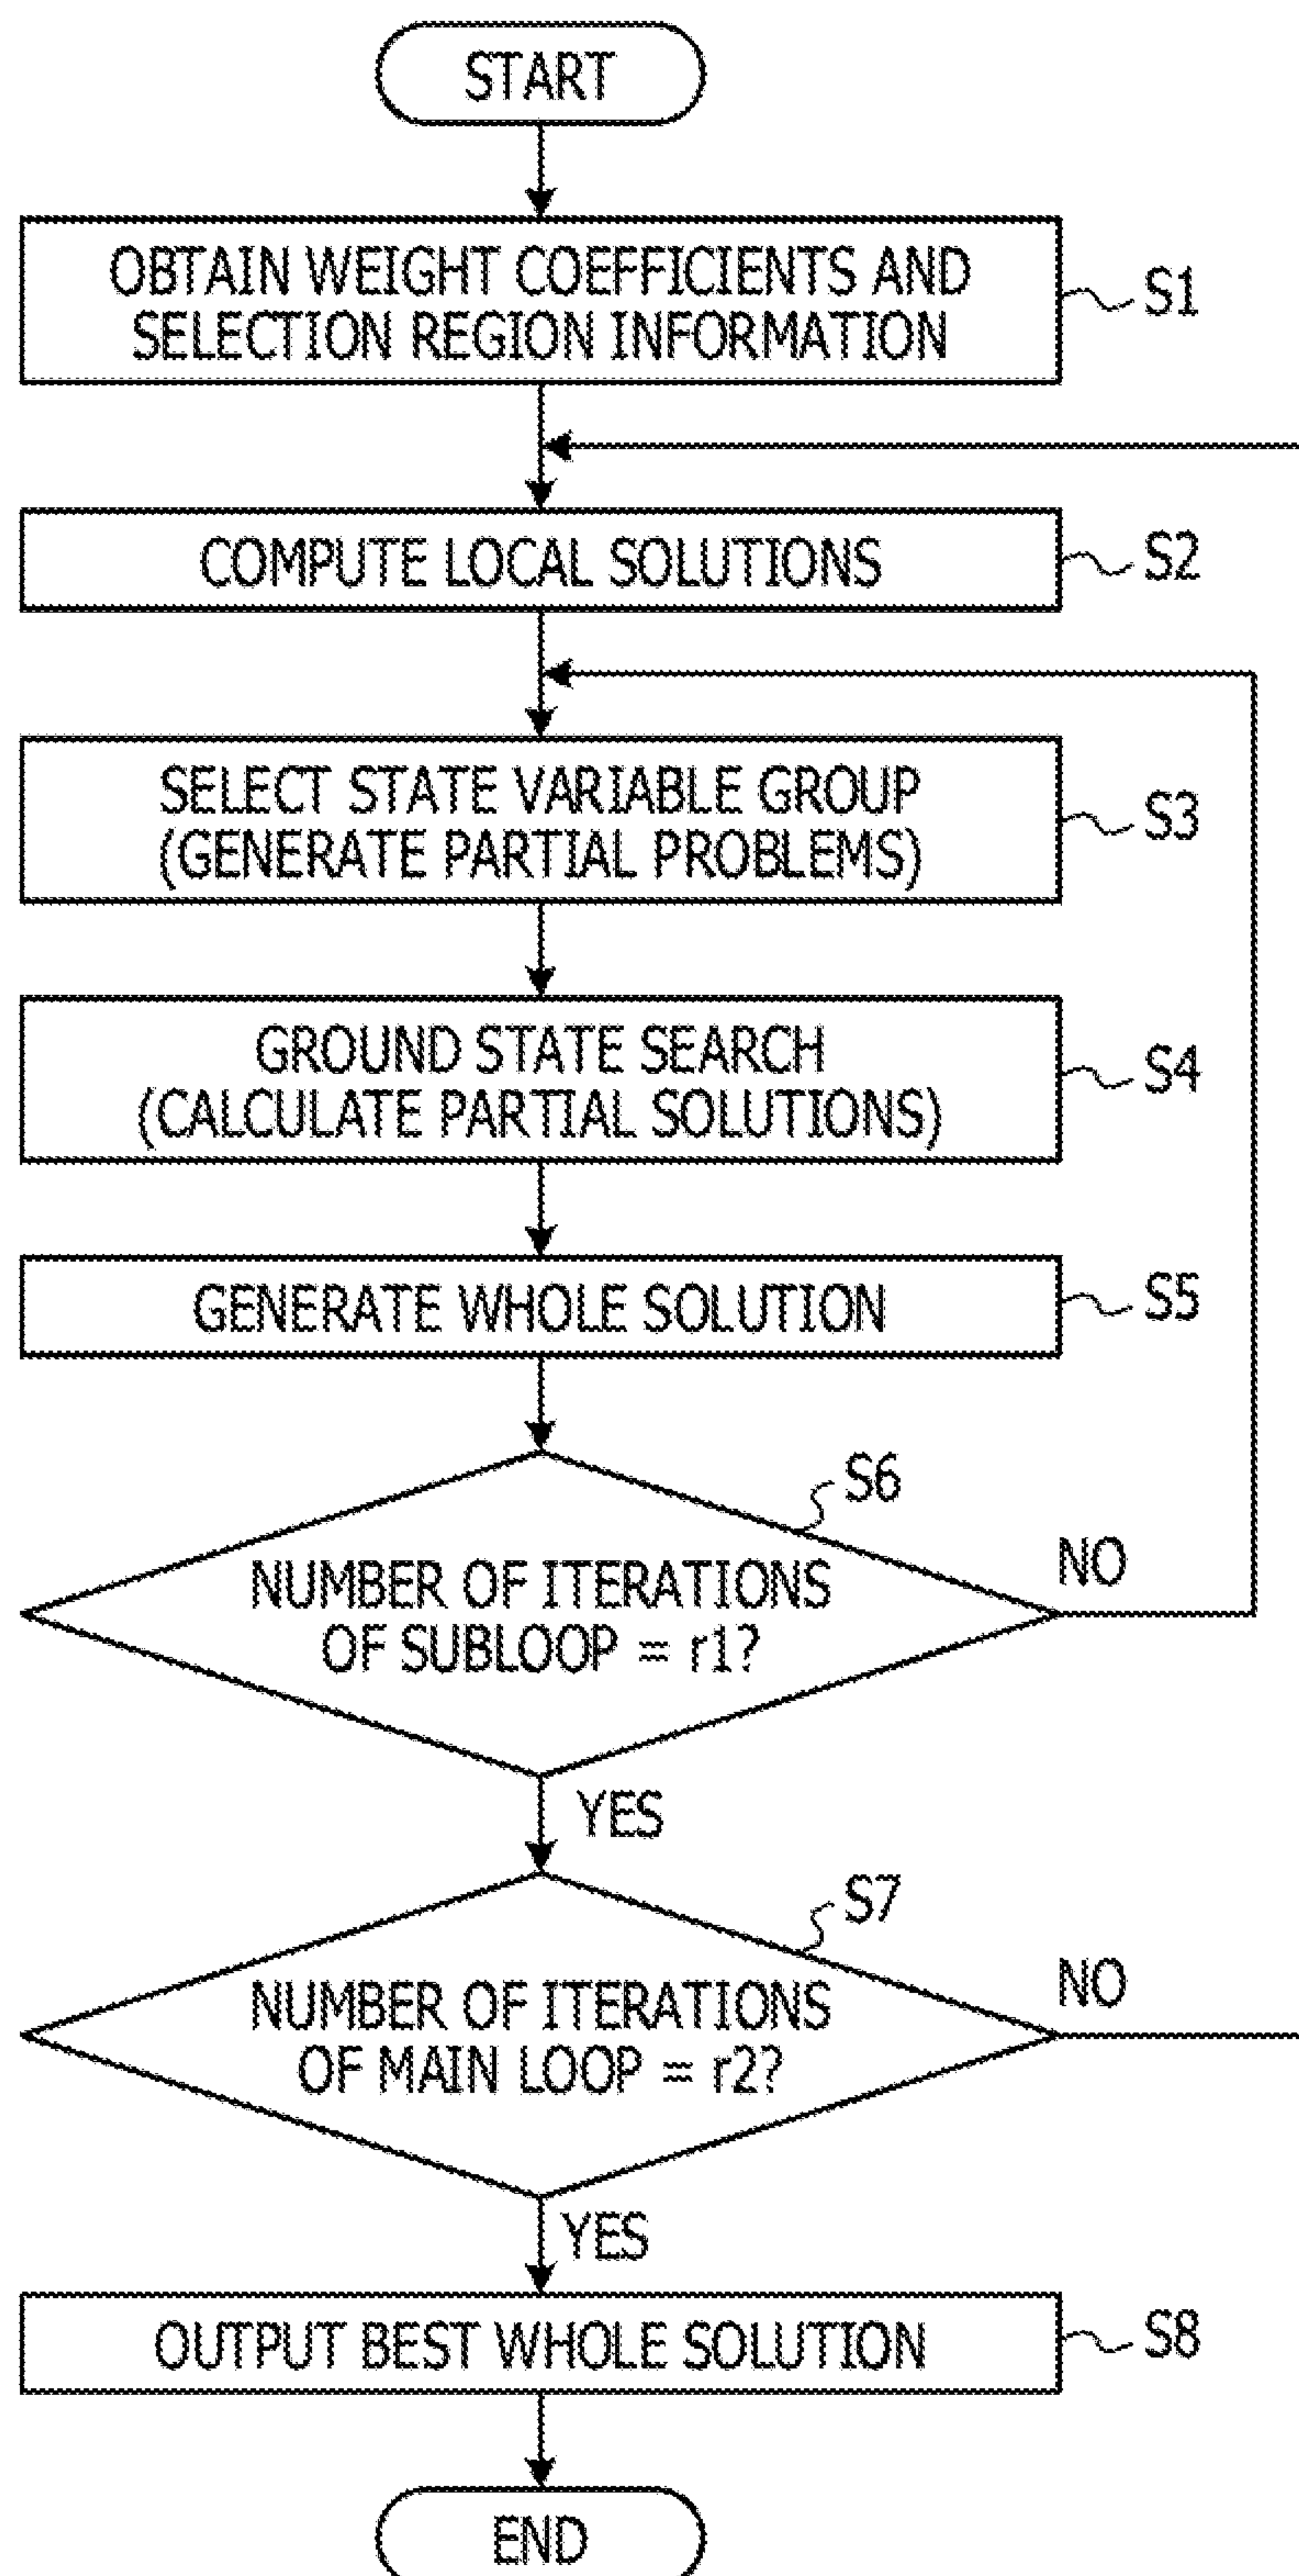 START
OBTAIN WEIGHT COEFFICIENTS AND
SELECTION REGION INFORMATION
S1
COMPUTE LOCAL SOLUTIONS
S2
SELECT STATE VARIABLE GROUP
(GENERATE PARTIAL PROBLEMS)
S3
GROUND STATE SEARCH
(CALCULATE PARTIAL SOLUTIONS)
S4
GENERATE WHOLE SOLUTION
S5
S6
NUMBER OF ITERATIONS
OF SUBLOOP = r1?
NO
YES
S7
NUMBER OF ITERATIONS
OF MAIN LOOP = r2?
NO
YES
OUTPUT BEST WHOLE SOLUTION
S8
END